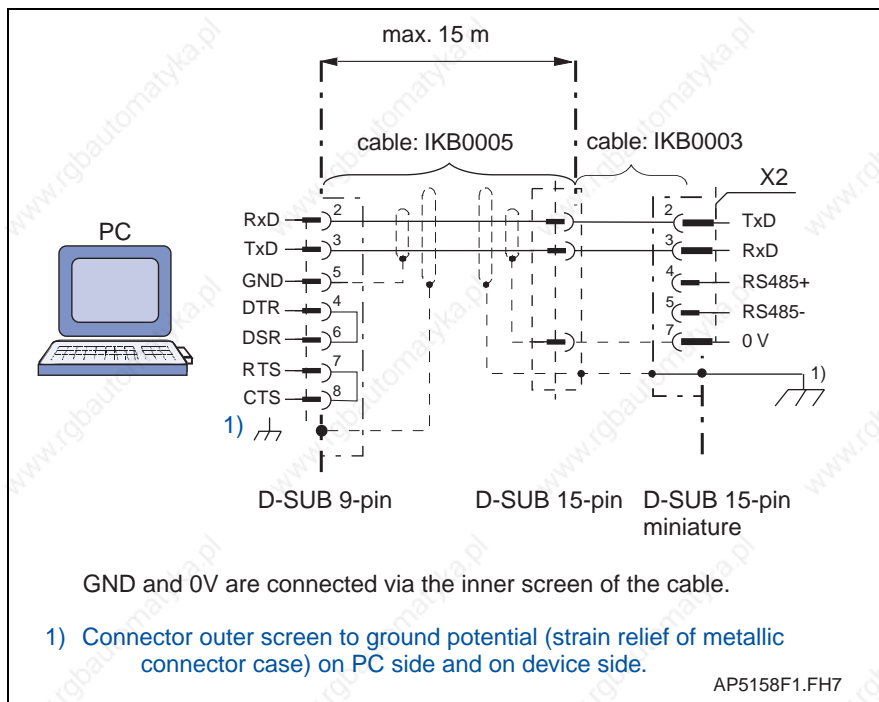 max. 15 m
cable: IKB0005
cable: IKB0003
X2
PC
RxD 2
2 TxD
TxD 3
3 RxD
GND 5
4 RS485+
DTR 4
5 RS485-
DSR 6
7 0 V
RTS 7
CTS 8
1)
1)
D-SUB 9-pin
D-SUB 15-pin
D-SUB 15-pin
miniature
GND and 0V are connected via the inner screen of the cable.
1) Connector outer screen to ground potential (strain relief of metallic
connector case) on PC side and on device side.
AP5158F1.FH7
www.rgbautomatyka.pl